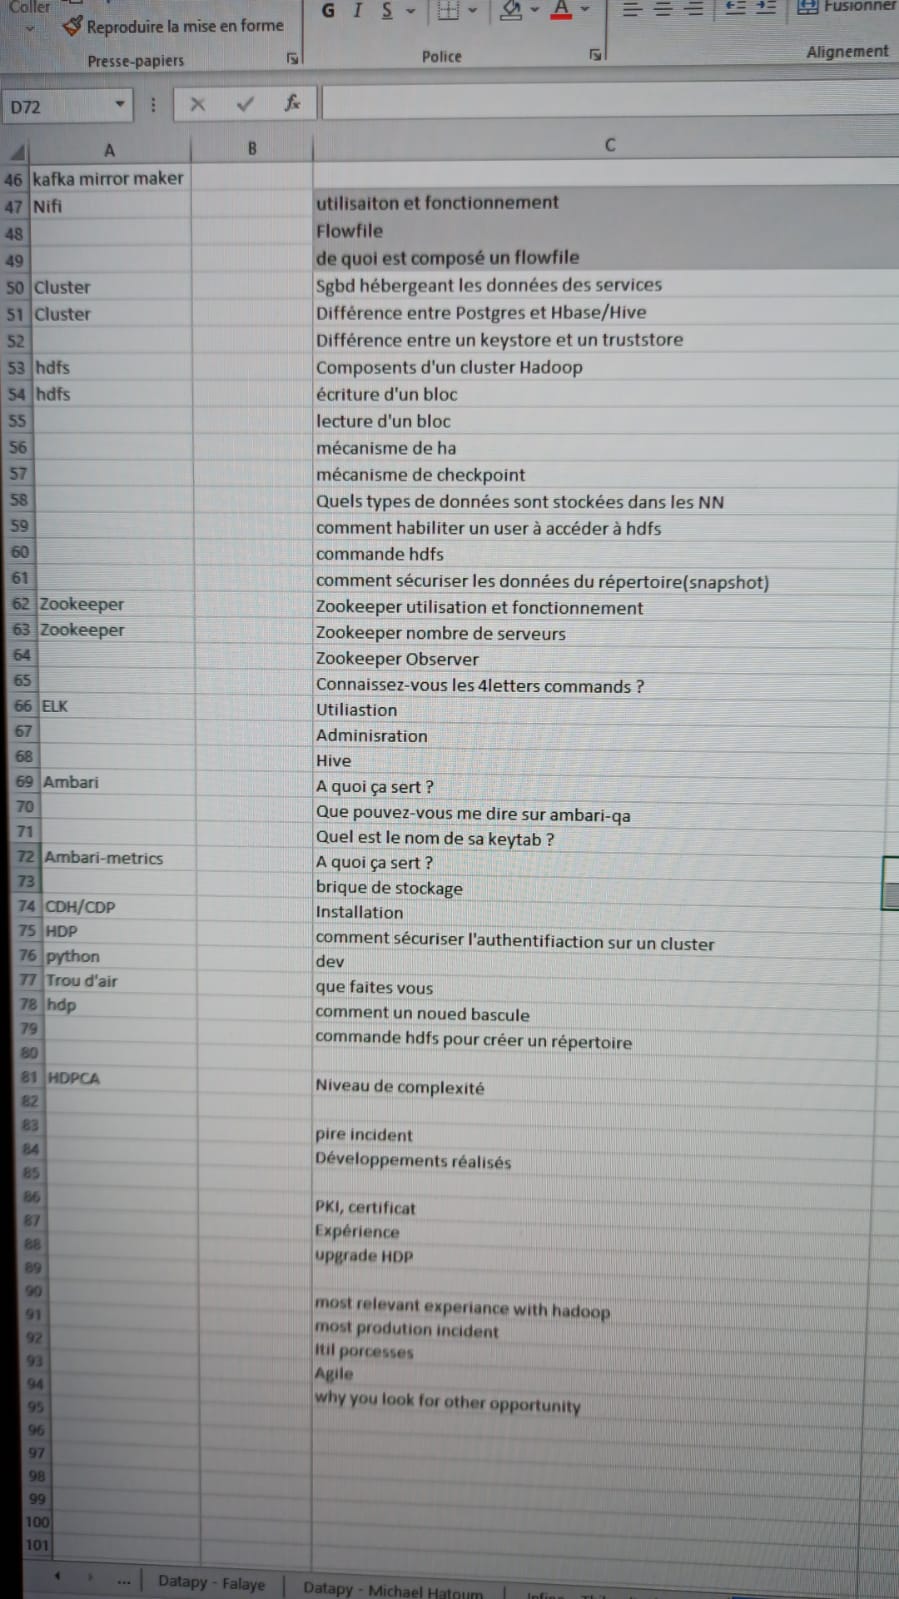 Coller
Reproduire la mise en forme
Fusionner
G I S A
Presse-papiers
Police
Alignement
D72
fx
A B C
46 kafka mirror maker
47 Nifi utilisaiton et fonctionnement
48 Flowfile
49 de quoi est composé un flowfile
50 Cluster Sgbd hébergeant les données des services
51 Cluster Différence entre Postgres et Hbase/Hive
52 Différence entre un keystore et un truststore
53 hdfs Composents d'un cluster Hadoop
54 hdfs écriture d'un bloc
55 lecture d'un bloc
56 mécanisme de ha
57 mécanisme de checkpoint
58 Quels types de données sont stockées dans les NN
59 comment habiliter un user à accéder à hdfs
60 commande hdfs
61 comment sécuriser les données du répertoire(snapshot)
62 Zookeeper Zookeeper utilisation et fonctionnement
63 Zookeeper Zookeeper nombre de serveurs
64 Zookeeper Observer
65 Connaissez-vous les 4letters commands ?
66 ELK Utiliastion
67 Adminisration
68 Hive
69 Ambari A quoi ça sert ?
70 Que pouvez-vous me dire sur ambari-qa
71 Quel est le nom de sa keytab ?
72 Ambari-metrics A quoi ça sert ?
73 brique de stockage
74 CDH/CDP Installation
75 HDP comment sécuriser l'authentifiaction sur un cluster
76 python dev
77 Trou d'air que faites vous
78 hdp comment un noued bascule
79 commande hdfs pour créer un répertoire
80
81 HDPCA Niveau de complexité
82
83 pire incident
84 Développements réalisés
85
86 PKI, certificat
87 Expérience
88 upgrade HDP
89
90 most relevant experiance with hadoop
91 most prodution incident
92 Itil porcesses
93 Agile
94 why you look for other opportunity
95
96
97
98
99
100
101
... Datapy - Falaye Datapy - Michael Hatoum